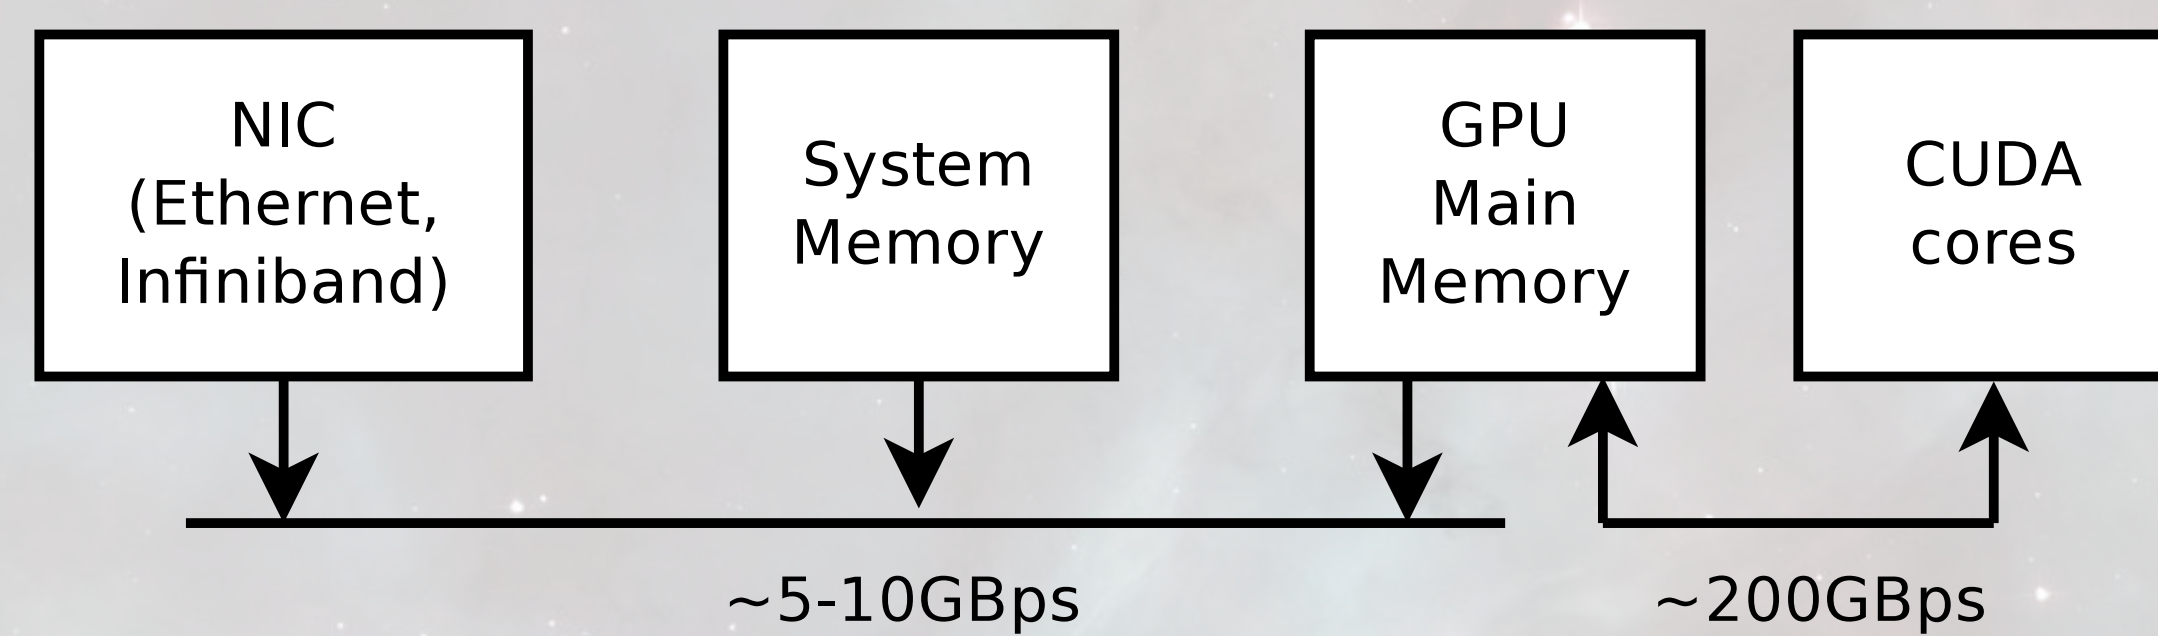 NIC
(Ethernet,
Infiniband)
System
Memory
GPU
Main
Memory
CUDA
cores
~5-10GBps
~200GBps